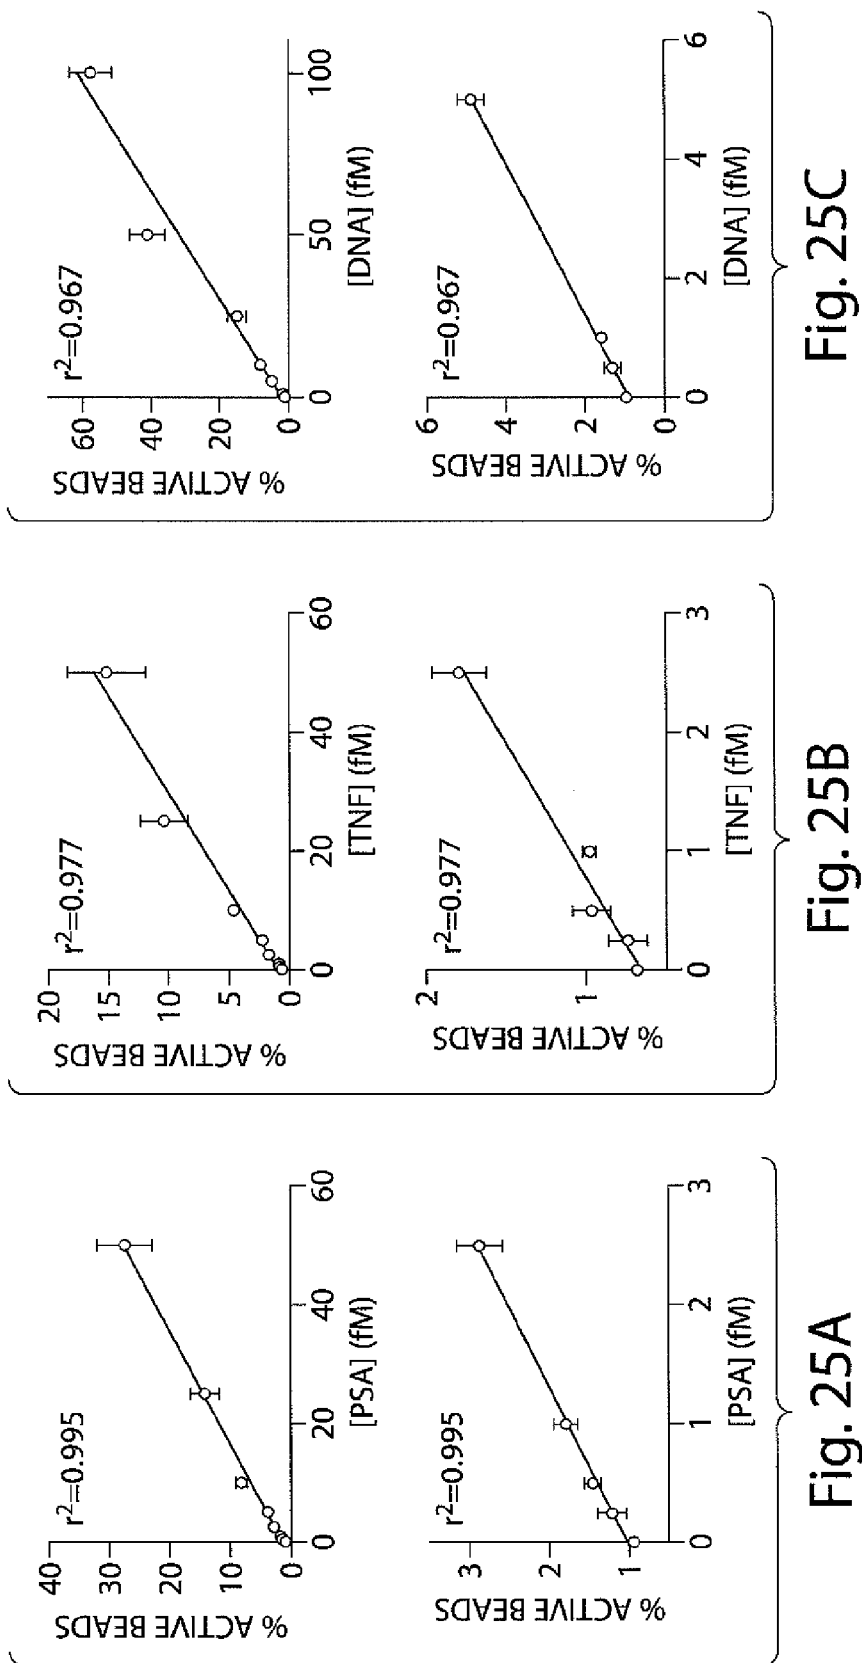 40
30
20
10
0
% ACTIVE BEADS
r2=0.995
0
20
40
60
[PSA] (fM)
3
2
1
% ACTIVE BEADS
r2=0.995
0
1
2
3
[PSA] (fM)
Fig. 25A
20
15
10
5
0
% ACTIVE BEADS
r2=0.977
0
20
40
60
[TNF] (fM)
2
1
% ACTIVE BEADS
r2=0.977
0
1
2
3
[TNF] (fM)
Fig. 25B
60
40
20
0
% ACTIVE BEADS
r2=0.967
0
50
100
[DNA] (fM)
6
4
2
0
% ACTIVE BEADS
r2=0.967
0
2
4
6
[DNA] (fM)
Fig. 25C